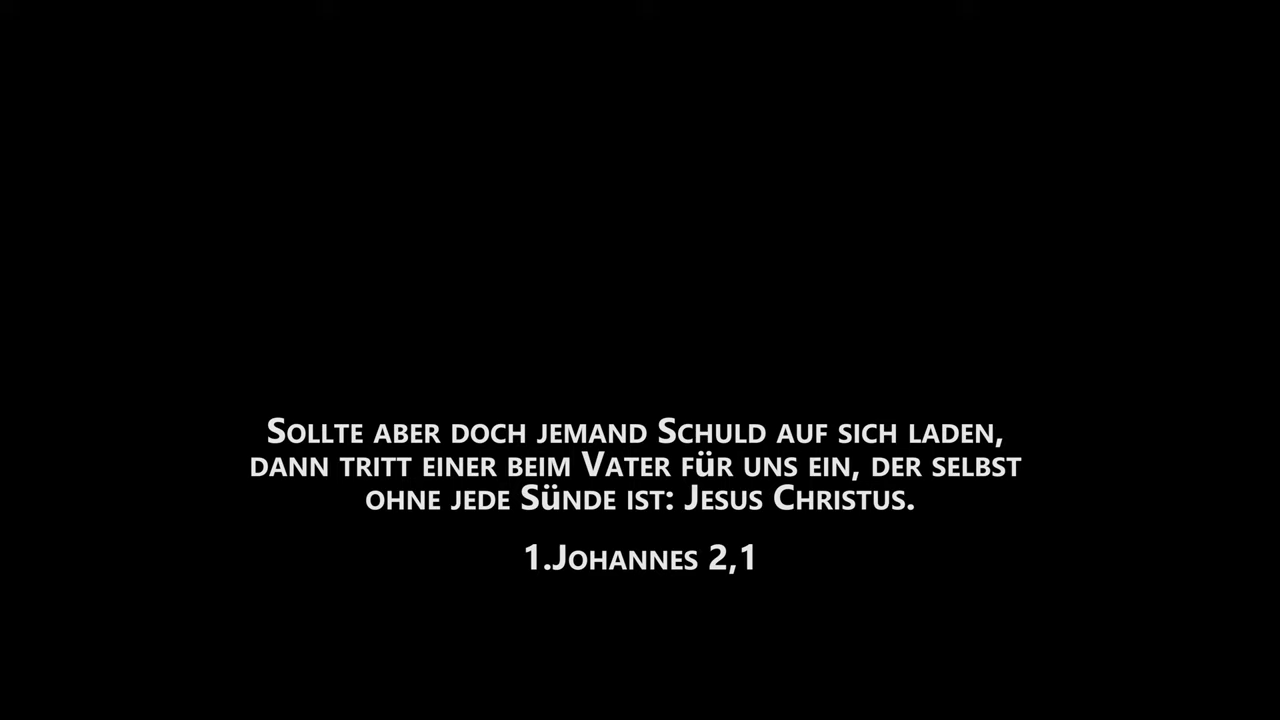 Sollte aber doch jemand Schuld auf sich laden,
dann tritt einer beim Vater für uns ein, der selbst
ohne jede Sünde ist: Jesus Christus.
1.Johannes 2,1